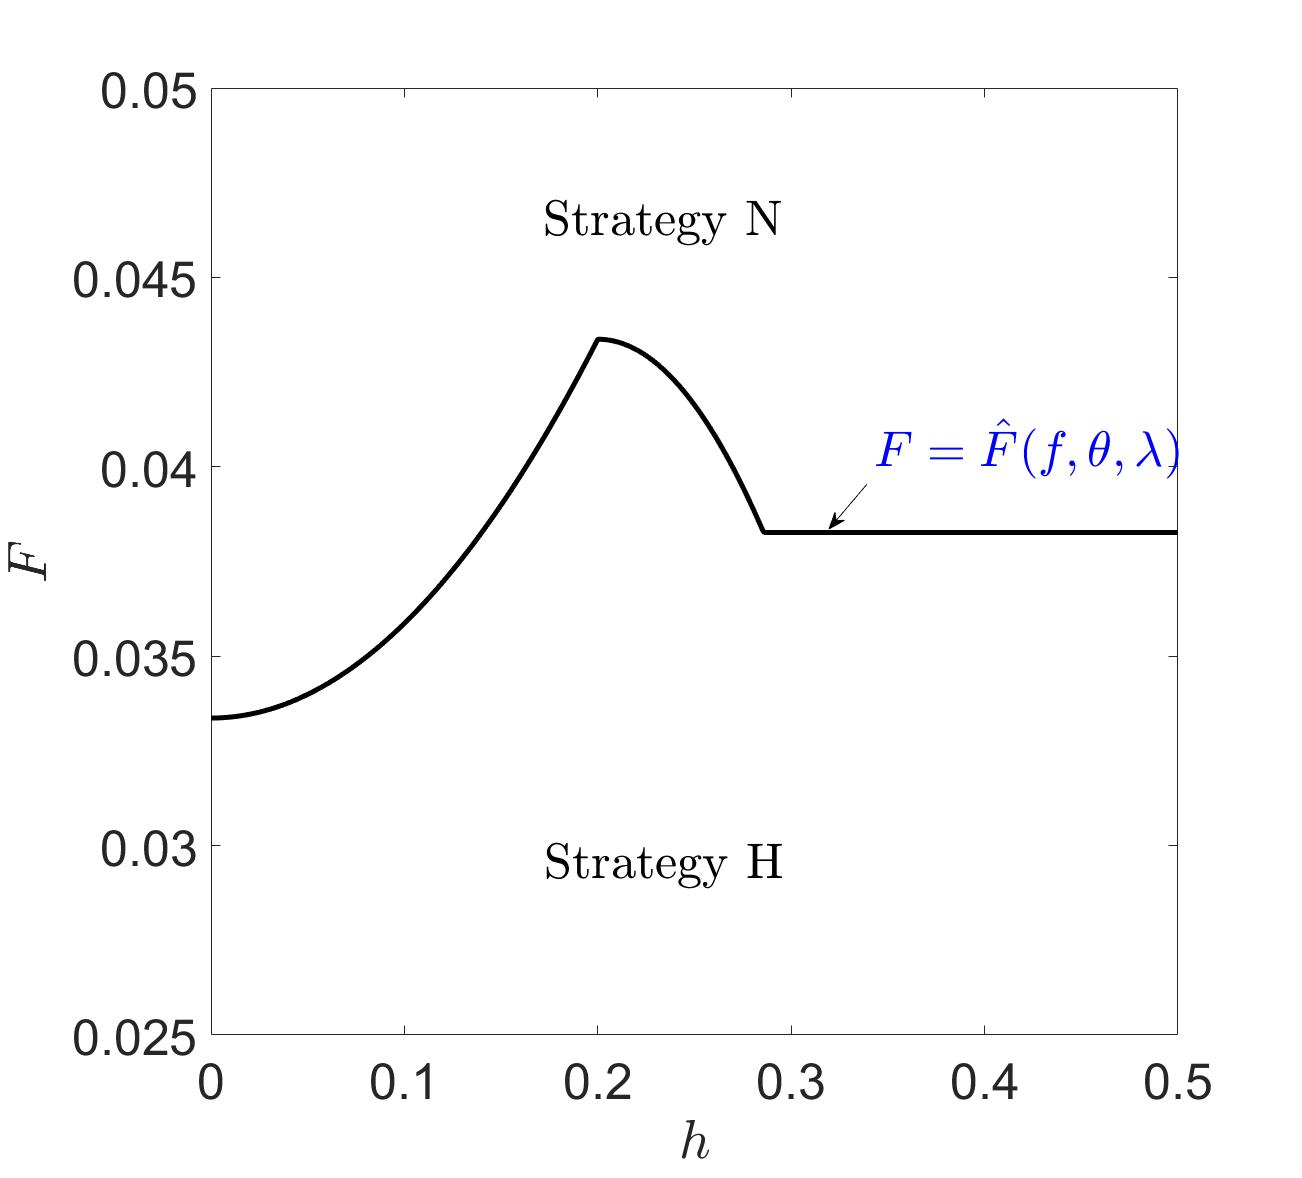 0.05
Strategy N
0.045
F = F̂(f, θ, λ)
0.04
F
0.035
Strategy H
0.03
0.025
0 0.1 0.2 0.3 0.4 0.5
h